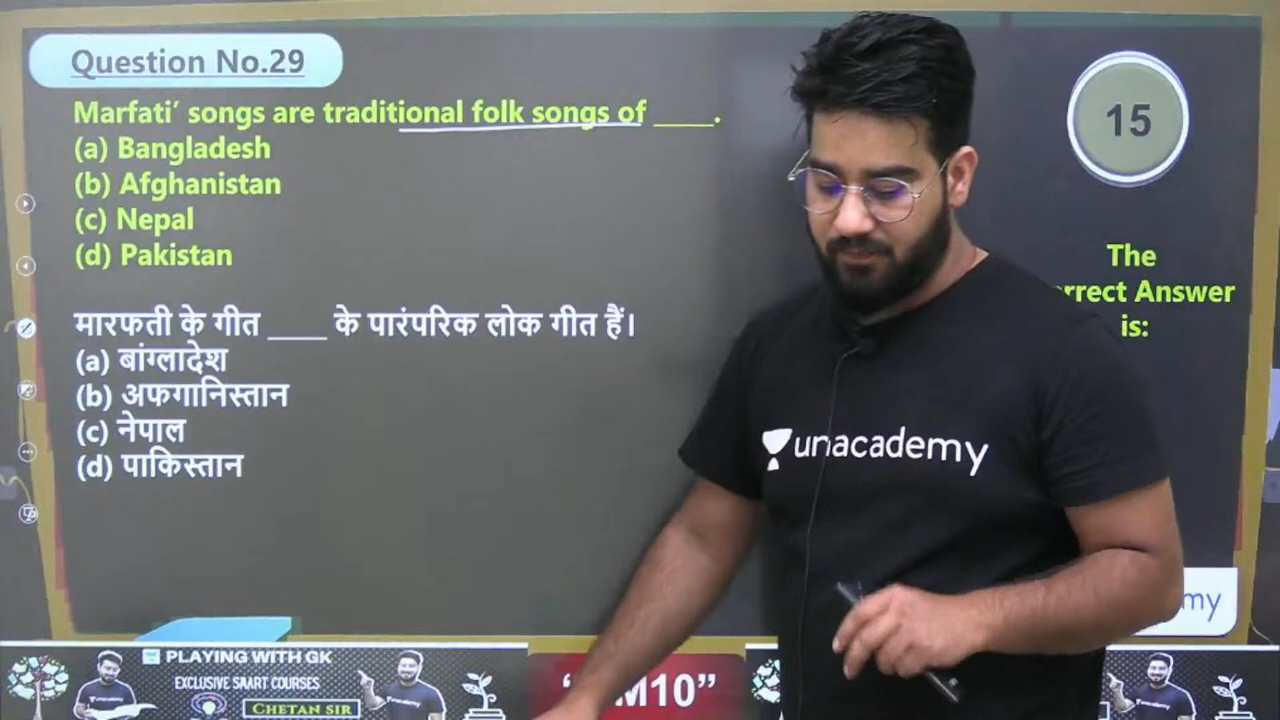 Question No.29
Marfati’ songs are traditional folk songs of ____.
(a) Bangladesh
(b) Afghanistan
(c) Nepal
(d) Pakistan
15
The
rrect Answer
is:
मारफती के गीत ____ के पारंपरिक लोक गीत हैं।
(a) बांग्लादेश
(b) अफगानिस्तान
(c) नेपाल
(d) पाकिस्तान
unacademy
my
PLAYING WITH GK
EXCLUSIVE SAART COURSES
CHETAN SIR
M10”